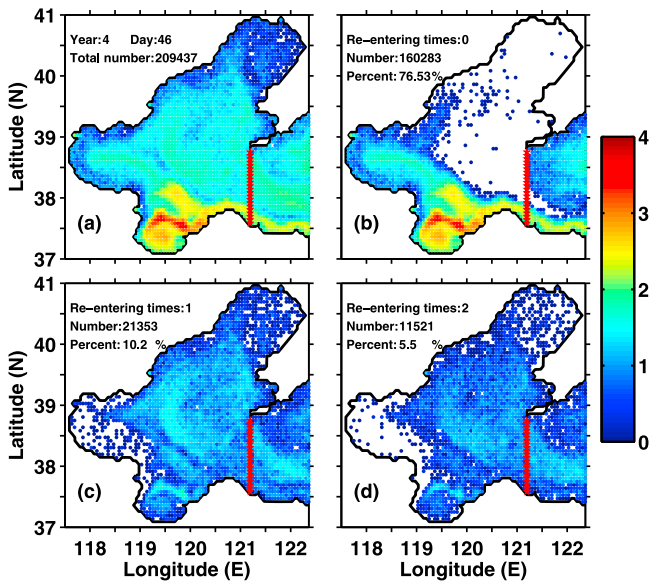 41
40
39
38
37
Latitude (N)
Year:4 Day:46
Total number:209437
(a)
Re-entering times:0
Number:160283
Percent:76.53%
(b)
41
40
39
38
37
Latitude (N)
Re-entering times:1
Number:21353
Percent:10.2 %
(c)
Re-entering times:2
Number:11521
Percent:5.5 %
(d)
118 119 120 121 122
Longitude (E)
118 119 120 121 122
Longitude (E)
4
3
2
1
0